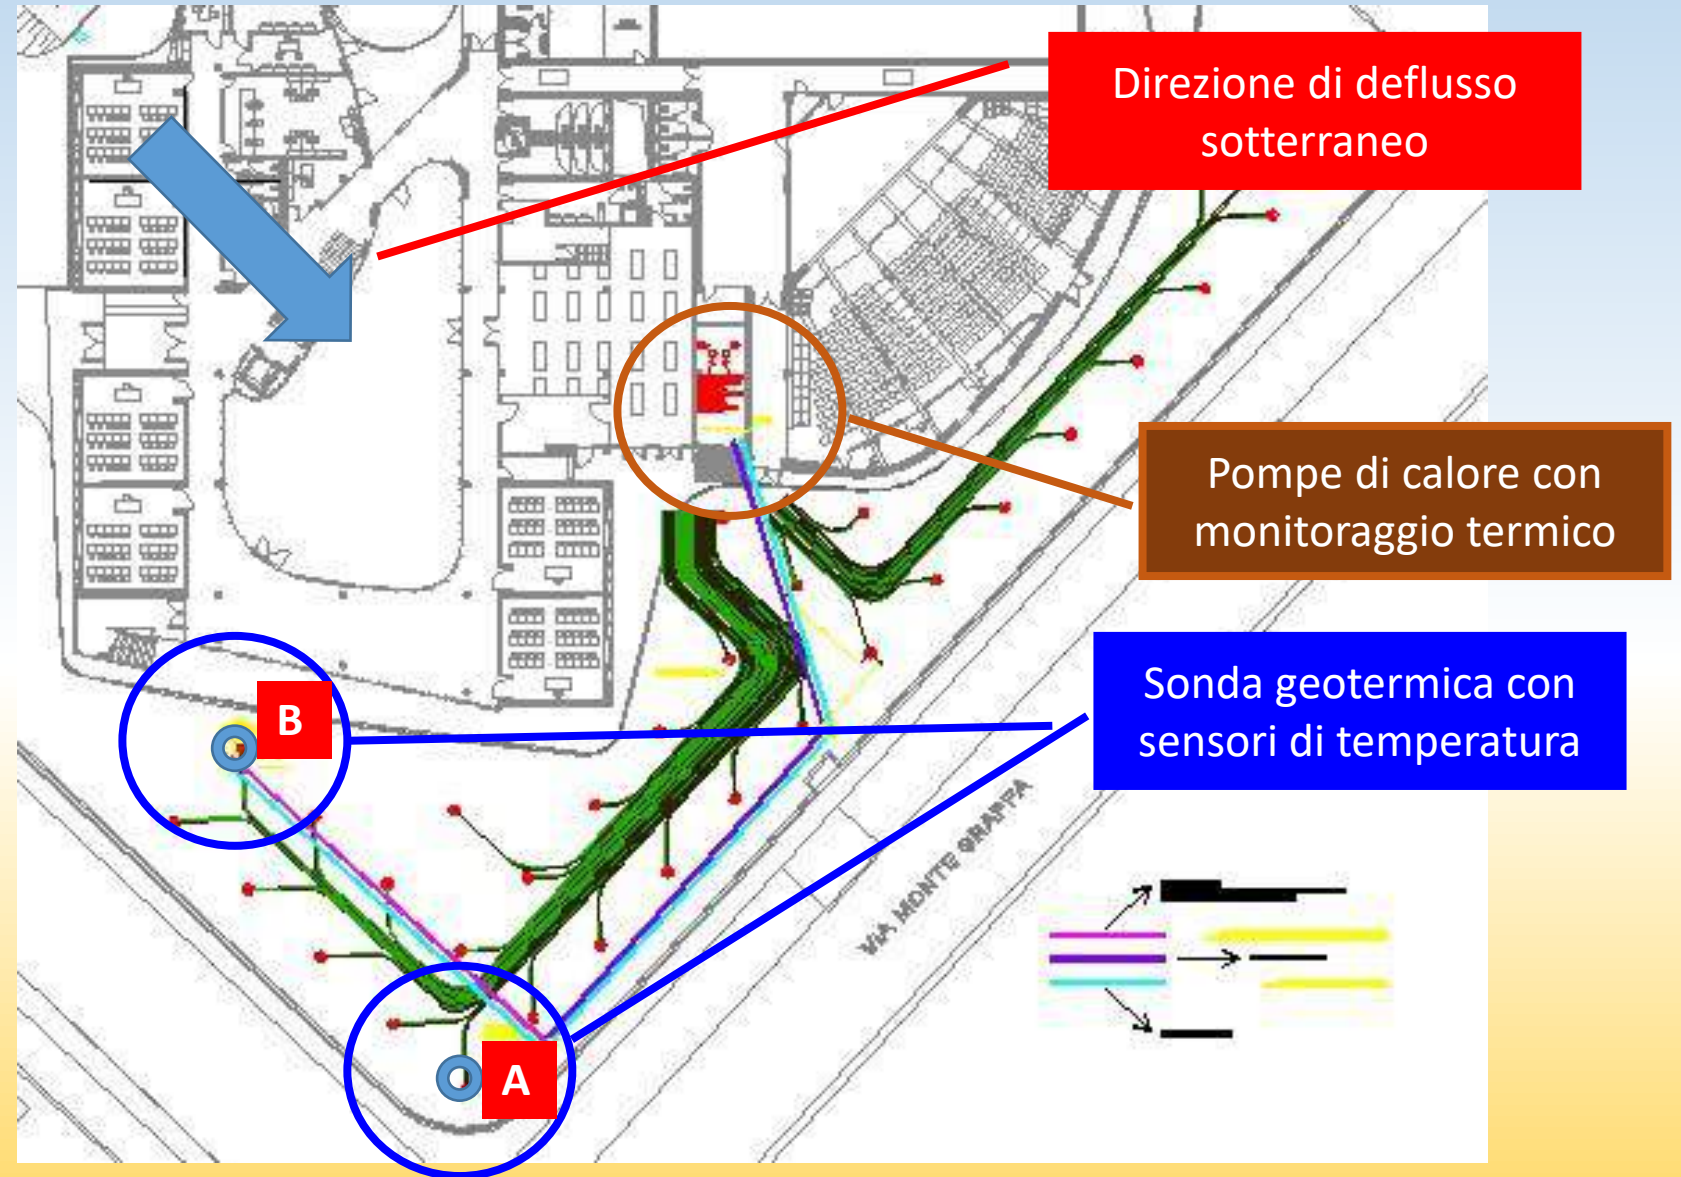 Direzione di deflusso
sotterraneo
Pompe di calore con
monitoraggio termico
Sonda geotermica con
sensori di temperatura
B
VIA MONTE GRAPPA
A